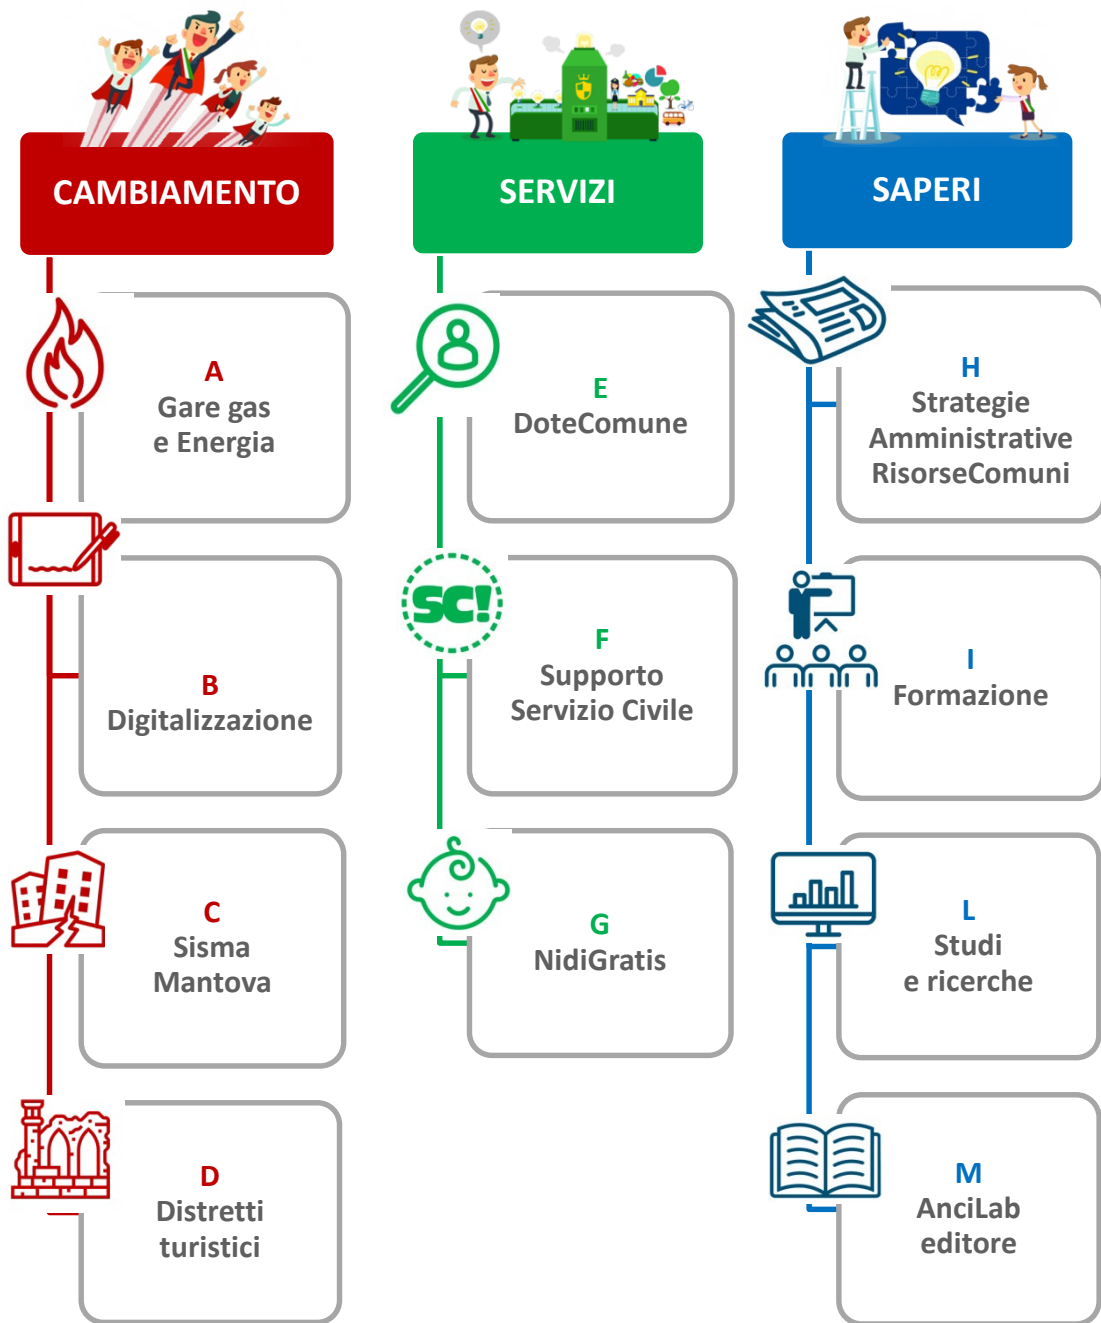 CAMBIAMENTO
A
Gare gas
e Energia
B
Digitalizzazione
C
Sisma
Mantova
D
Distretti
turistici
SERVIZI
E
DoteComune
SC!
F
Supporto
Servizio Civile
G
NidiGratis
SAPERI
H
Strategie
Amministrative
RisorseComuni
I
Formazione
L
Studi
e ricerche
M
AnciLab
editore